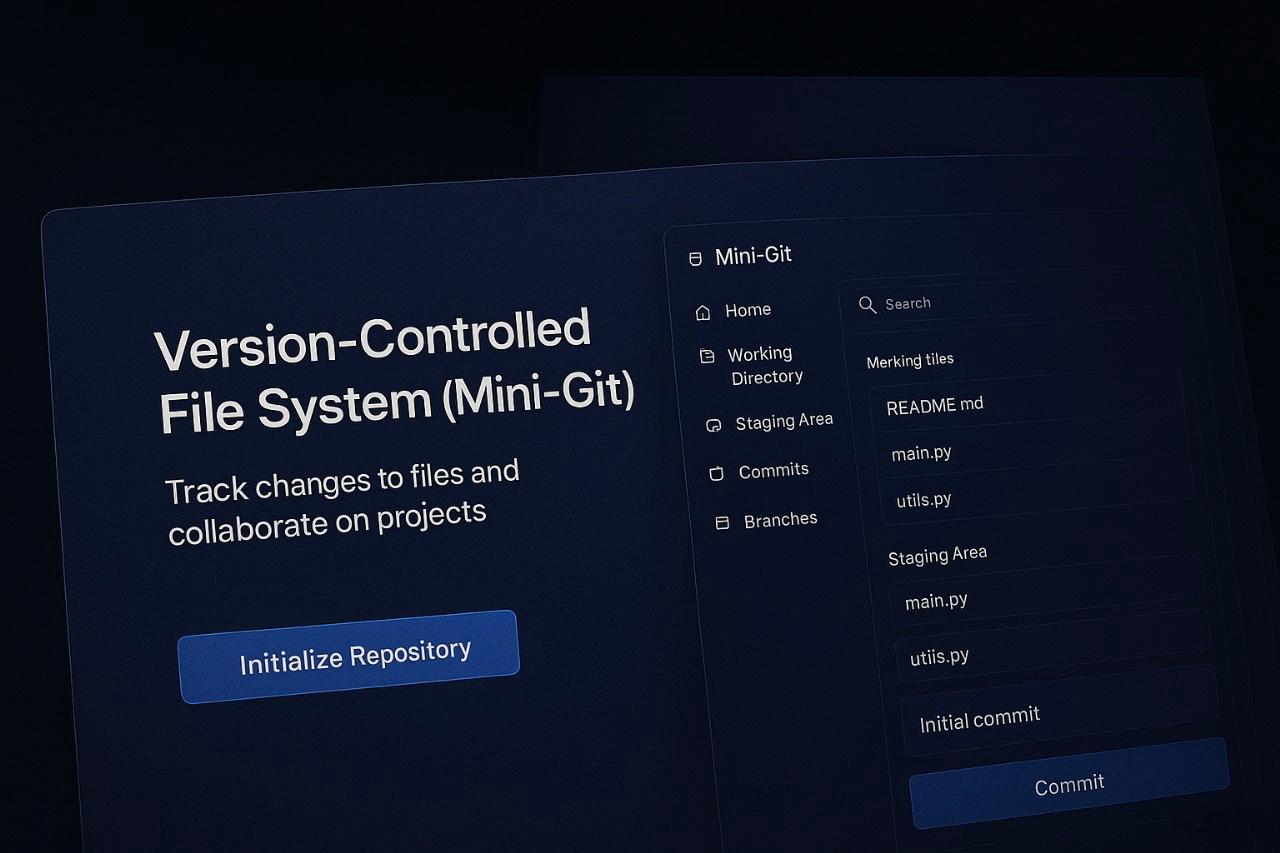 Version-Controlled
File System (Mini-Git)
Track changes to files and
collaborate on projects
Initialize Repository
Mini-Git
Home
Working
Directory
Staging Area
Commits
Branches
Search
Merking tiles
README md
main.py
utils.py
Staging Area
main.py
utiis.py
Initial commit
Commit